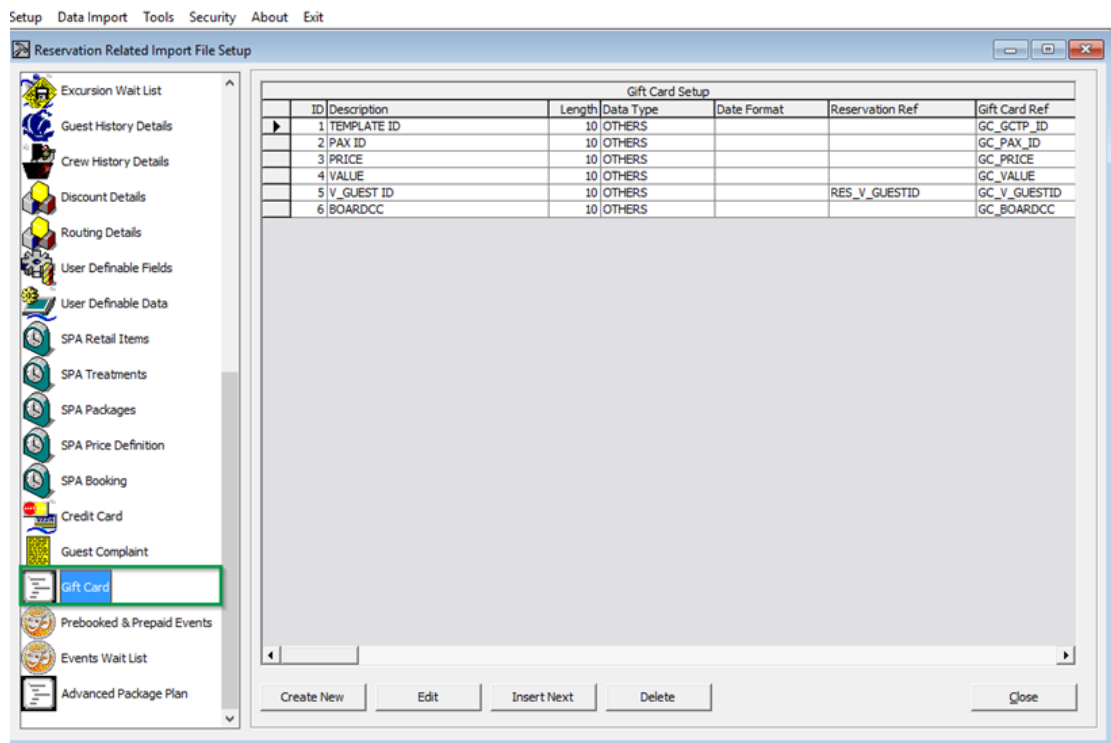 Setup Data Import Tools Security About Exit
Reservation Related Import File Setup
Excursion Wait List
Guest History Details
Crew History Details
Discount Details
Routing Details
User Definable Fields
User Definable Data
SPA Retail Items
SPA Treatments
SPA Packages
SPA Price Definition
SPA Booking
Credit Card
Guest Complaint
Gift Card
Prebooked & Prepaid Events
Events Wait List
Advanced Package Plan
Gift Card Setup
ID Description Length Data Type Date Format Reservation Ref Gift Card Ref
1 TEMPLATE ID 10 OTHERS GC_GCTP_ID
2 PAX ID 10 OTHERS GC_PAX_ID
3 PRICE 10 OTHERS GC_PRICE
4 VALUE 10 OTHERS GC_VALUE
5 V_GUEST ID 10 OTHERS RES_V_GUESTID GC_V_GUESTID
6 BOARDCC 10 OTHERS GC_BOARDCC
Create New Edit Insert Next Delete Close